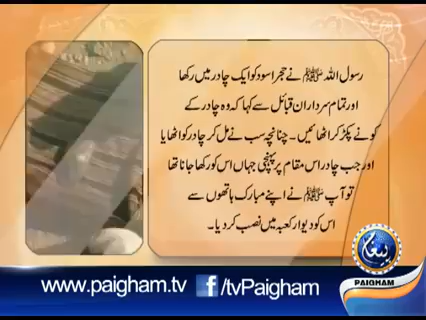 رسول اللہ ﷺ نے حجر اسود کو ایک چادر میں رکھا
اور تمام سرداران قبائل سے کہا کہ وہ چادر کے
کونے پکڑ کر اٹھائیں۔ چنانچہ سب نے مل کر چادر کو اٹھایا
اور جب چادر اس مقام پر پہنچی جہاں اس کو رکھا جانا تھا
تو آپ ﷺ نے اپنے مبارک ہاتھوں سے
اس کو دیوار کعبہ میں نصب کر دیا۔
پیغام
PAIGHAM
www.paigham.tv
f/tvPaigham